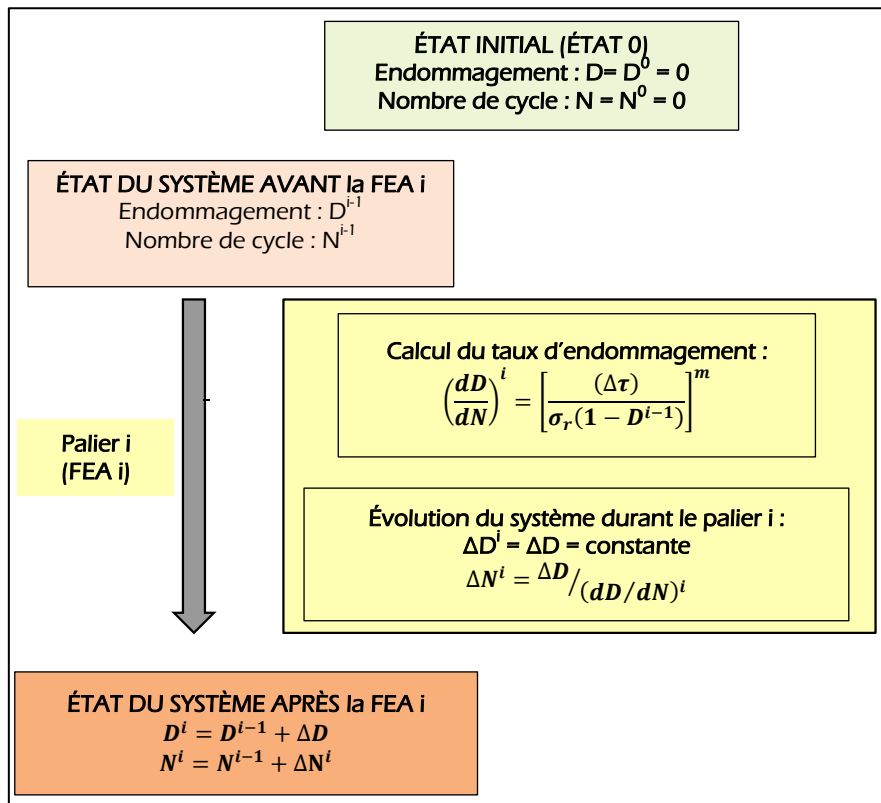 ÉTAT INITIAL (ÉTAT 0)
Endommagement : D= D⁰ = 0
Nombre de cycle : N = N⁰ = 0
ÉTAT DU SYSTÈME AVANT la FEA i
Endommagement : Dⁱ⁻¹
Nombre de cycle : Nⁱ⁻¹
Palier i
(FEA i)
Calcul du taux d’endommagement :
(dD/dN)ⁱ = [(Δτ)/σᵣ(1 − Dⁱ⁻¹)]ᵐ
Évolution du système durant le palier i :
ΔDⁱ = ΔD = constante
ΔNⁱ = ΔD/(dD/dN)ⁱ
ÉTAT DU SYSTÈME APRÈS la FEA i
Dⁱ = Dⁱ⁻¹ + ΔD
Nⁱ = Nⁱ⁻¹ + ΔNⁱ